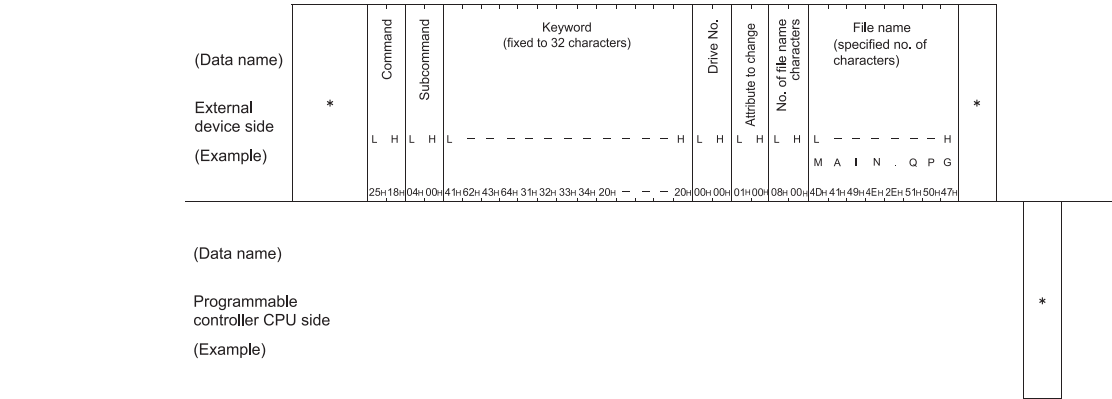 (Data name)
External
device side
(Example)
*
Command
Subcommand
Keyword
(fixed to 32 characters)
Drive No.
Attribute to change
No. of file name
characters
File name
(specified no. of
characters)
*
L H L H L – – – – – – – – – – – H L H L H L H L – – – – – H
M A I N . Q P G
25H 18H 04H 00H 41H 62H 43H 64H 31H 32H 33H 34H 20H – – – 20H 00H 00H 01H 00H 08H 00H 4DH 41H 49H 4EH 2EH 51H 50H 47H
(Data name)
Programmable
controller CPU side
(Example)
*